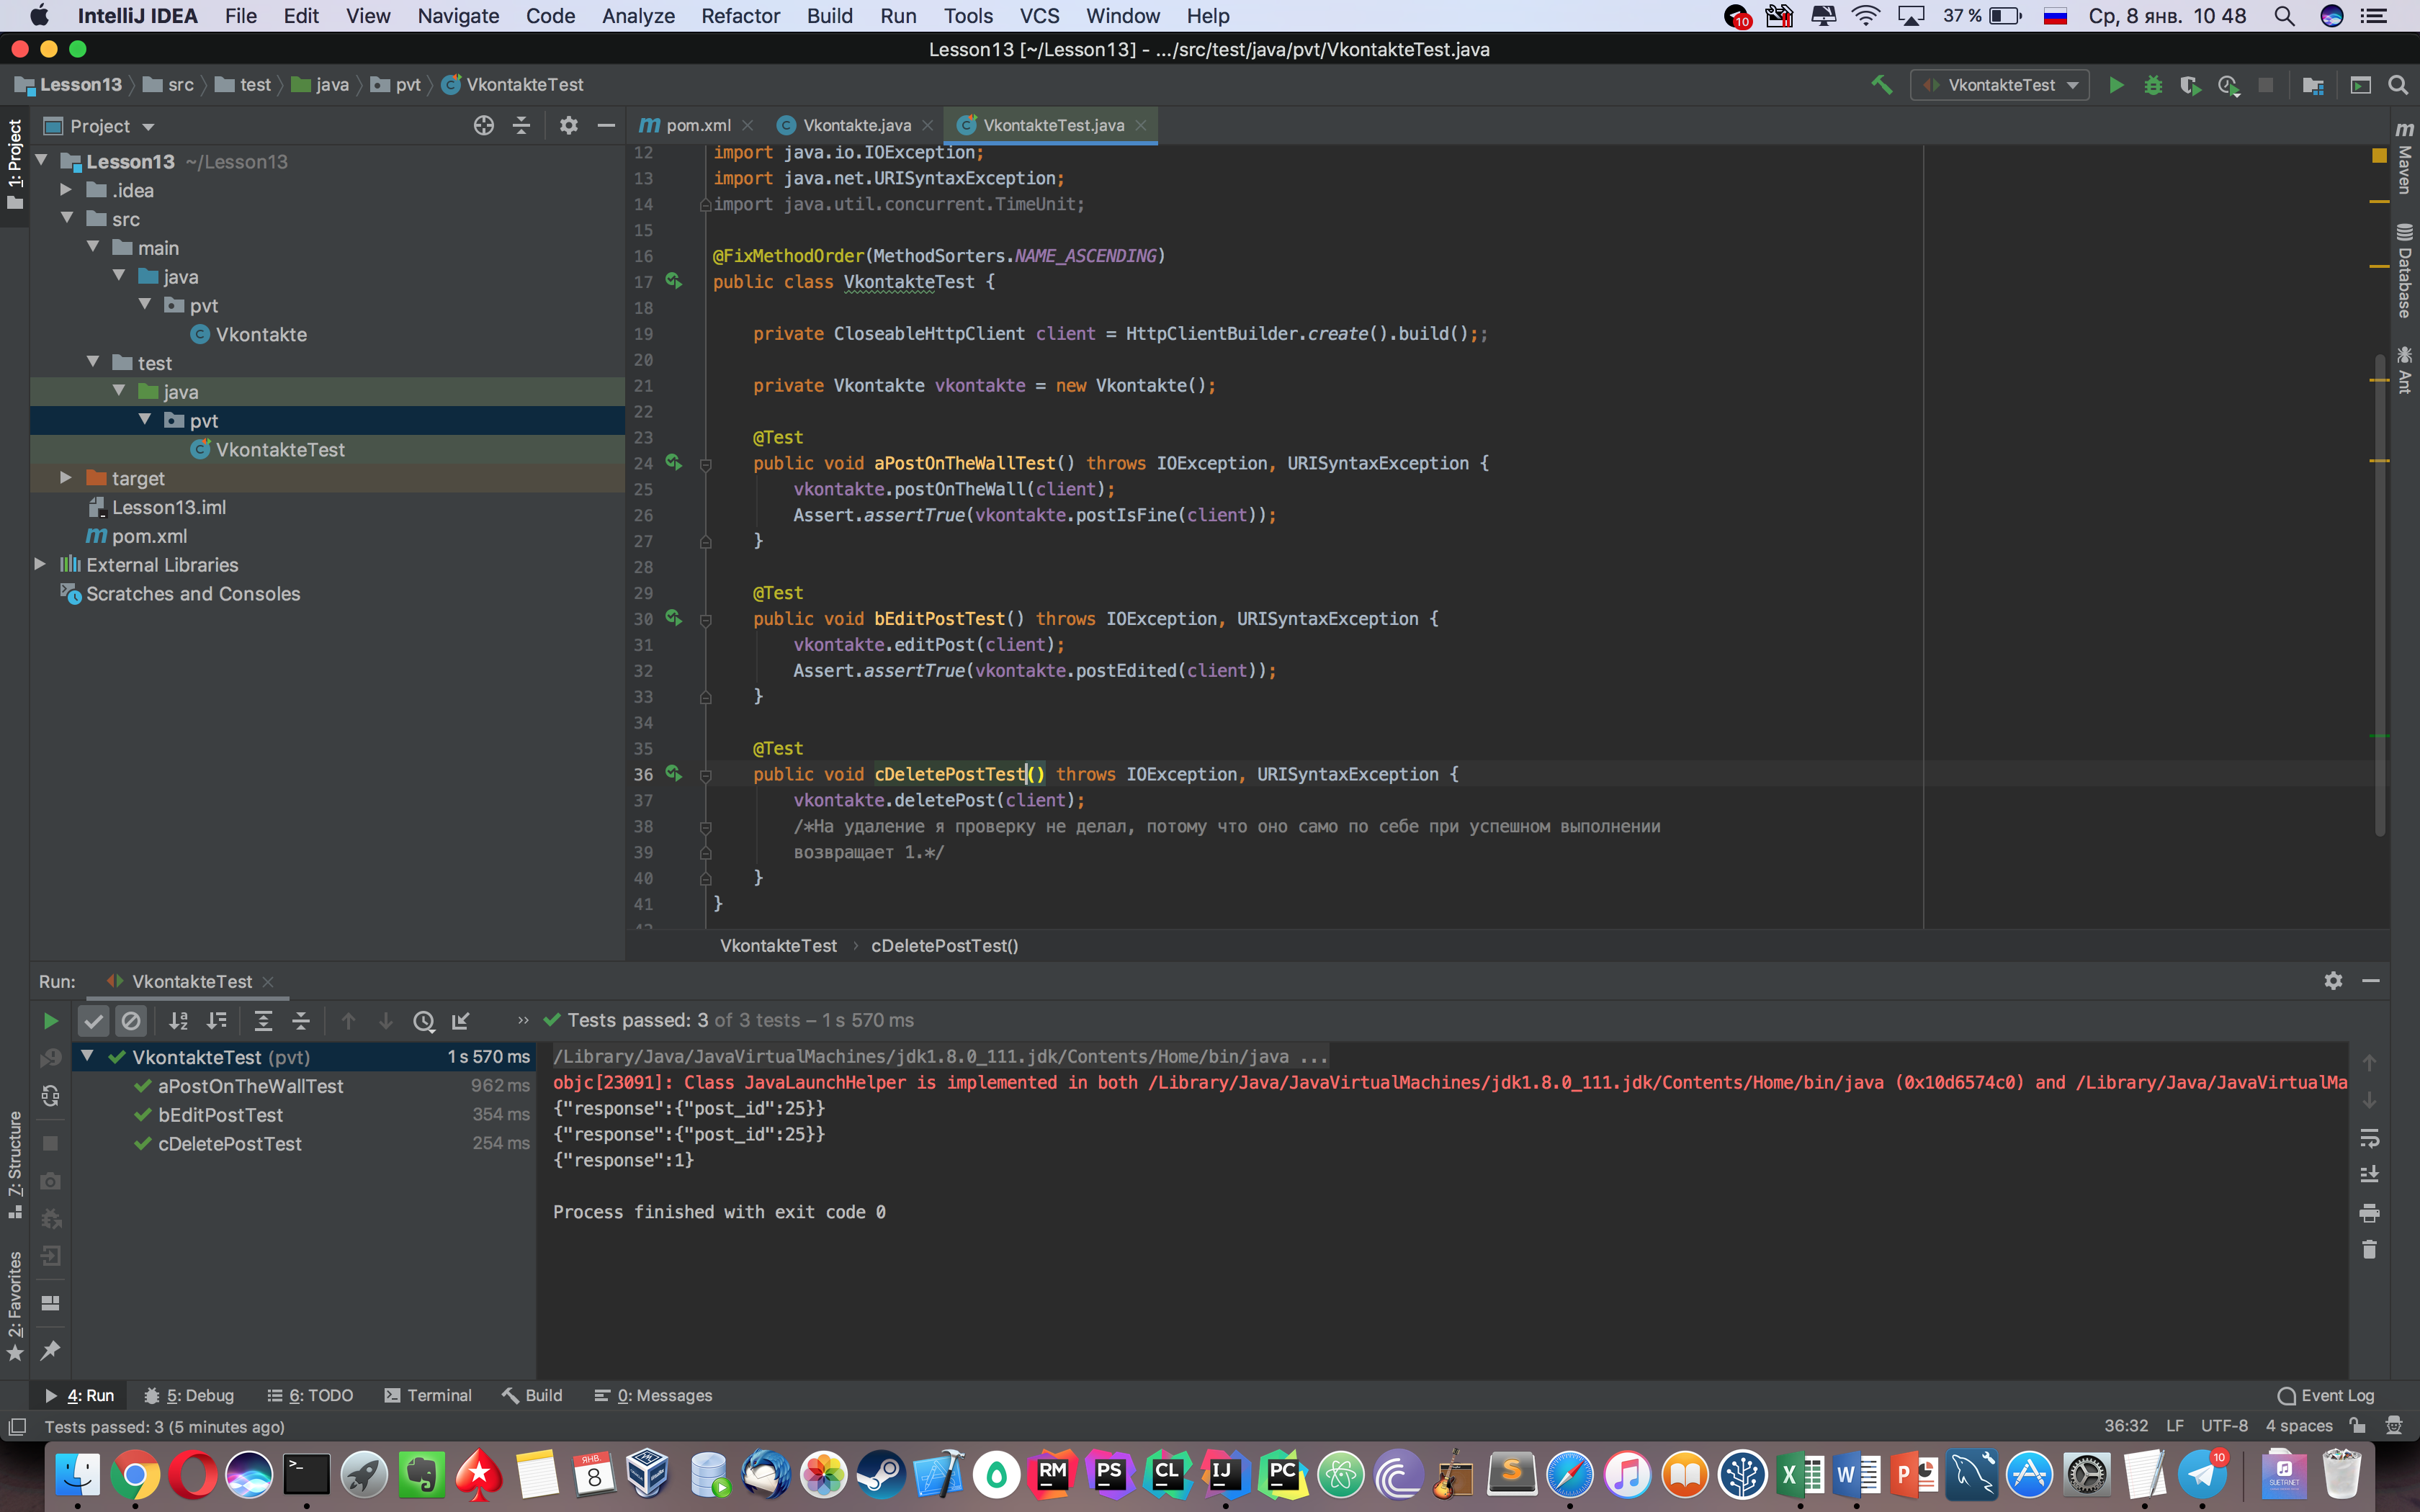 IntelliJ IDEA File Edit View Navigate Code Analyze Refactor Build Run Tools VCS Window Help 10 37 % Ср, 8 янв. 10 48
Lesson13 [~/Lesson13] - .../src/test/java/pvt/VkontakteTest.java
Lesson13 src test java pvt VkontakteTest VkontakteTest
1: Project
Project
Lesson13 ~/Lesson13
.idea
src
main
java
pvt
Vkontakte
test
java
pvt
VkontakteTest
target
Lesson13.iml
m pom.xml
External Libraries
Scratches and Consoles
m pom.xml Vkontakte.java VkontakteTest.java
12 import java.io.IOException;
13 import java.net.URISyntaxException;
14 import java.util.concurrent.TimeUnit;
15
16 @FixMethodOrder(MethodSorters.NAME_ASCENDING)
17 public class VkontakteTest {
18
19 private CloseableHttpClient client = HttpClientBuilder.create().build();;
20
21 private Vkontakte vkontakte = new Vkontakte();
22
23 @Test
24 public void aPostOnTheWallTest() throws IOException, URISyntaxException {
25 vkontakte.postOnTheWall(client);
26 Assert.assertTrue(vkontakte.postIsFine(client));
27 }
28
29 @Test
30 public void bEditPostTest() throws IOException, URISyntaxException {
31 vkontakte.editPost(client);
32 Assert.assertTrue(vkontakte.postEdited(client));
33 }
34
35 @Test
36 public void cDeletePostTest() throws IOException, URISyntaxException {
37 vkontakte.deletePost(client);
38 /*На удаление я проверку не делал, потому что оно само по себе при успешном выполнении
39 возвращает 1.*/
40 }
41 }
VkontakteTest › cDeletePostTest()
m Maven
Database
Ant
Run: VkontakteTest
» Tests passed: 3 of 3 tests – 1 s 570 ms
VkontakteTest (pvt) 1 s 570 ms
aPostOnTheWallTest 962 ms
bEditPostTest 354 ms
cDeletePostTest 254 ms
/Library/Java/JavaVirtualMachines/jdk1.8.0_111.jdk/Contents/Home/bin/java ...
objc[23091]: Class JavaLaunchHelper is implemented in both /Library/Java/JavaVirtualMachines/jdk1.8.0_111.jdk/Contents/Home/bin/java (0x10d6574c0) and /Library/Java/JavaVirtualMa
{"response":{"post_id":25}}
{"response":{"post_id":25}}
{"response":1}
Process finished with exit code 0
7: Structure
2: Favorites
4: Run 5: Debug 6: TODO Terminal Build 0: Messages Event Log
Tests passed: 3 (5 minutes ago) 36:32 LF UTF-8 4 spaces
ЯНВ. 8 RM PS CL IJ PC S X W P 10